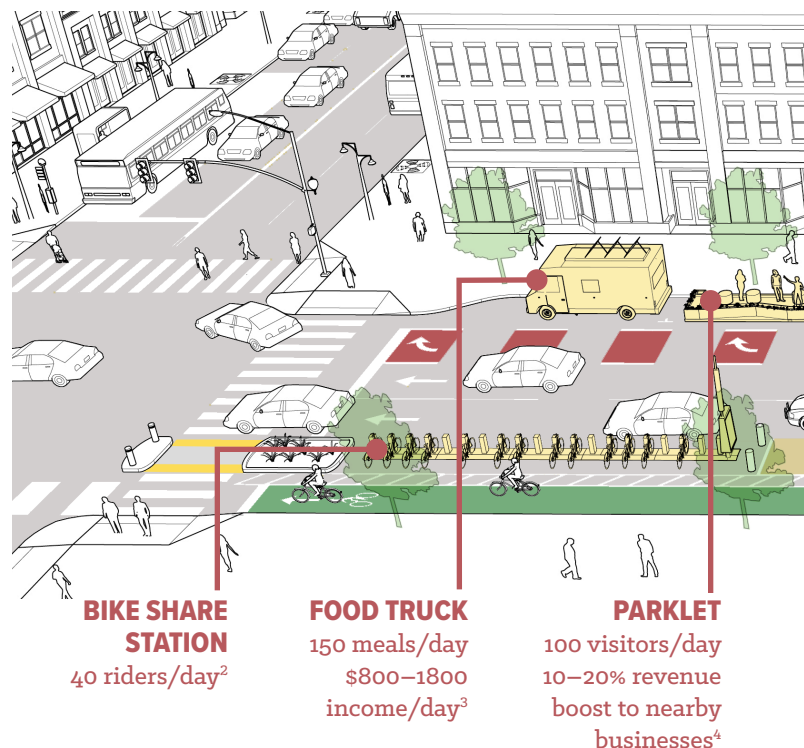 BIKE SHARE
STATION
40 riders/day²
FOOD TRUCK
150 meals/day
$800–1800
income/day³
PARKLET
100 visitors/day
10–20% revenue
boost to nearby
businesses⁴